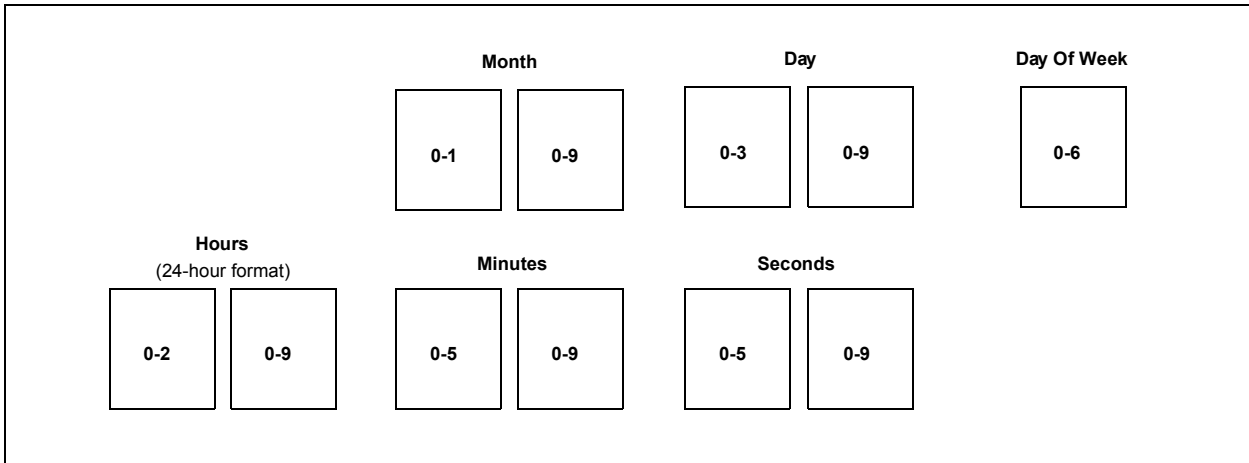 Month Day Day Of Week
0-1 0-9 0-3 0-9 0-6
Hours
(24-hour format) Minutes Seconds
0-2 0-9 0-5 0-9 0-5 0-9